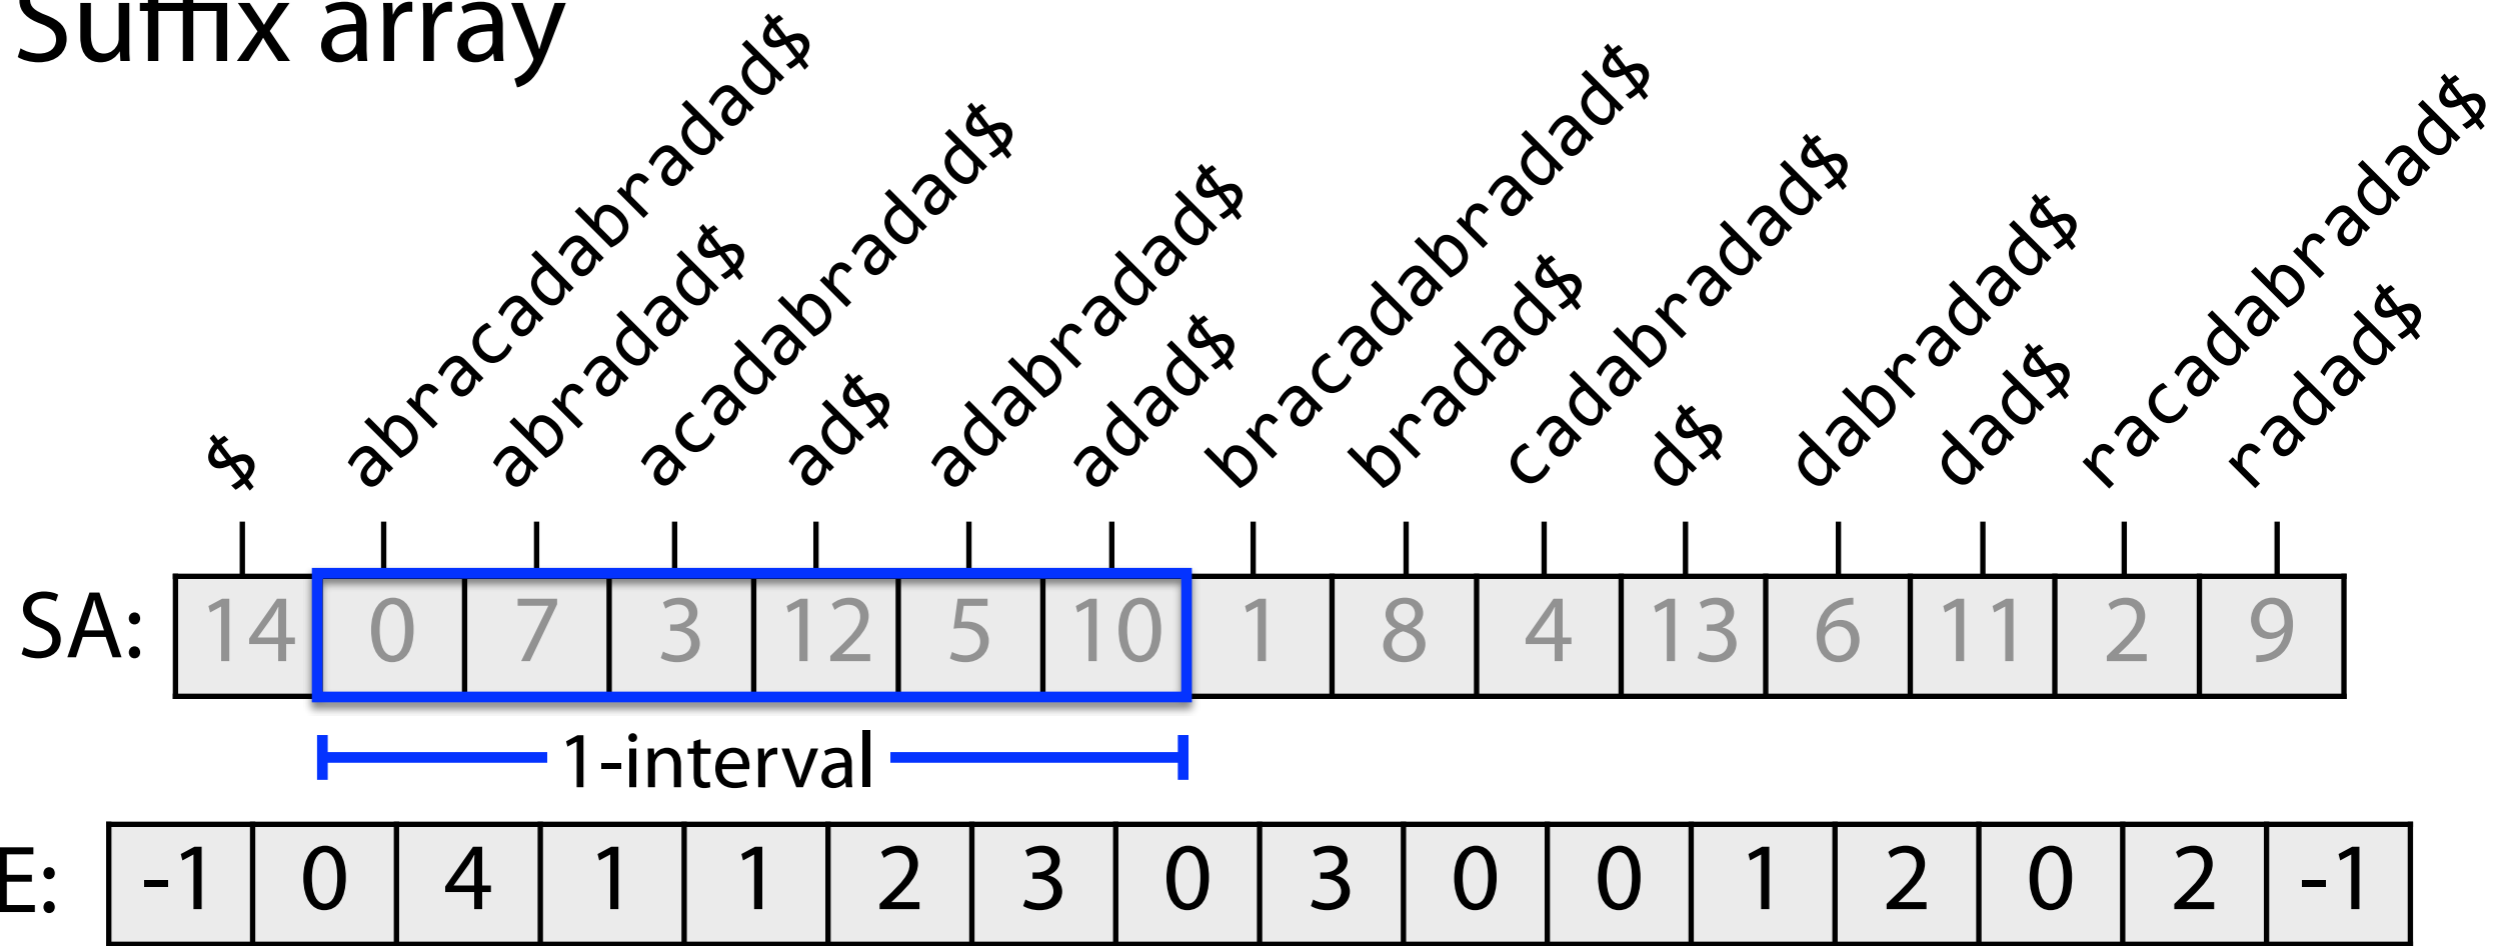 Suffix array
$
abracadabradad$
abradad$
acadabradad$
ad$
adabradad$
adad$
bracadabradad$
bradad$
cadabradad$
d$
dabradad$
dad$
racadabradad$
radad$
SA: 14 0 7 3 12 5 10 1 8 4 13 6 11 2 9
1-interval
E: -1 0 4 1 1 2 3 0 3 0 0 1 2 0 2 -1